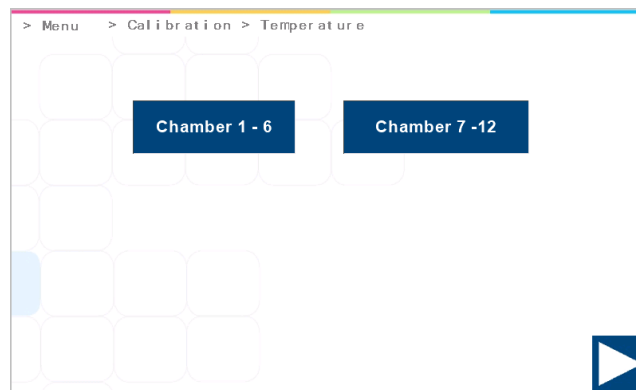 > Menu > Calibration > Temperature
Chamber 1 - 6 Chamber 7 -12